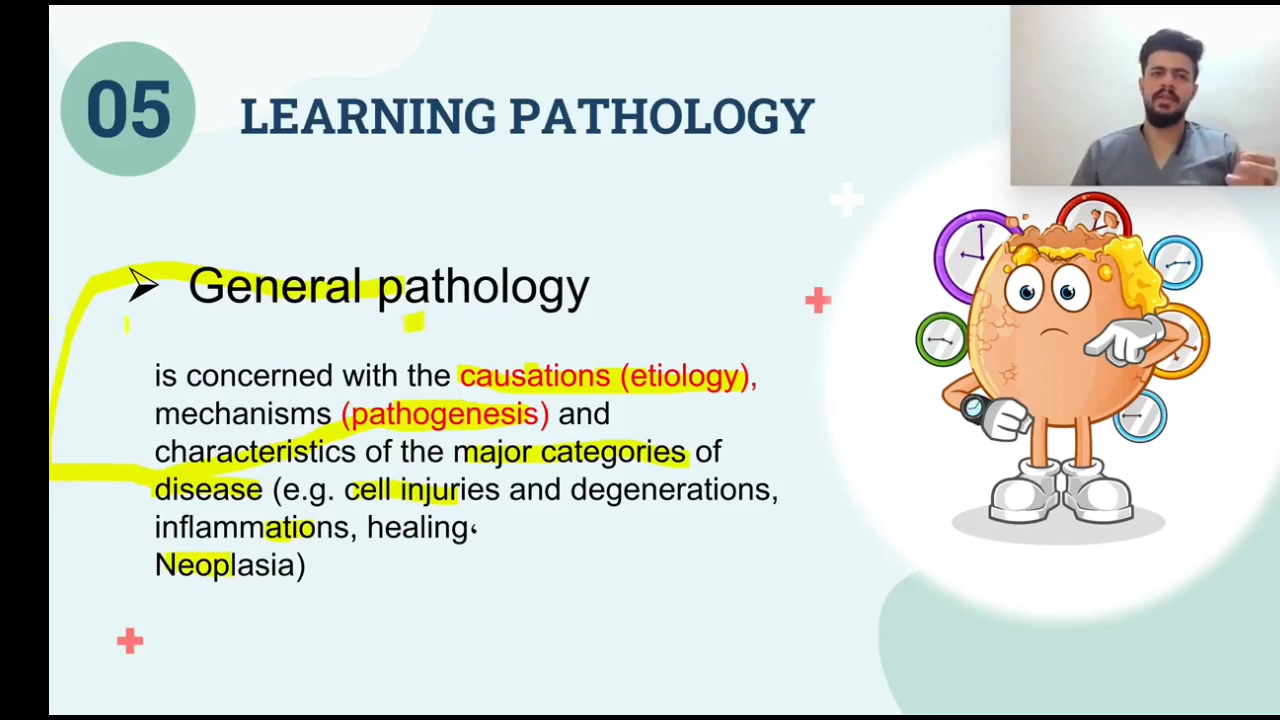 05
LEARNING PATHOLOGY
➢ General pathology
is concerned with the causations (etiology),
mechanisms (pathogenesis) and
characteristics of the major categories of
disease (e.g. cell injuries and degenerations,
inflammations, healing،
Neoplasia)